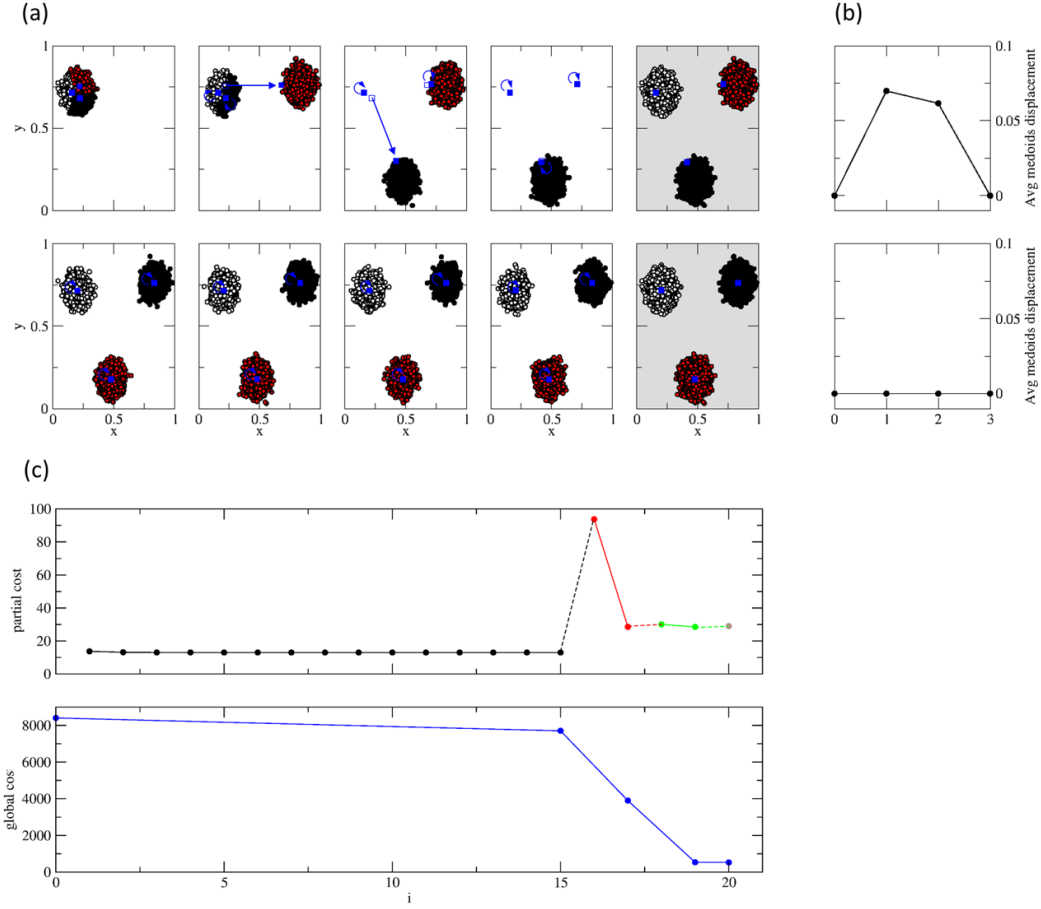 (a)
(b)
1
0.5
0
y
0.1
0.05
0
Avg medoids displacement
1
0.5
0
y
0 0.5 1
0 0.5 1
0 0.5 1
0 0.5 1
0 0.5 1
x x x x x
0.1
0.05
0
Avg medoids displacement
0 1 2 3
(c)
100
80
60
40
20
0
partial cost
8000
6000
4000
2000
0
global cos
0 5 10 15 20
i